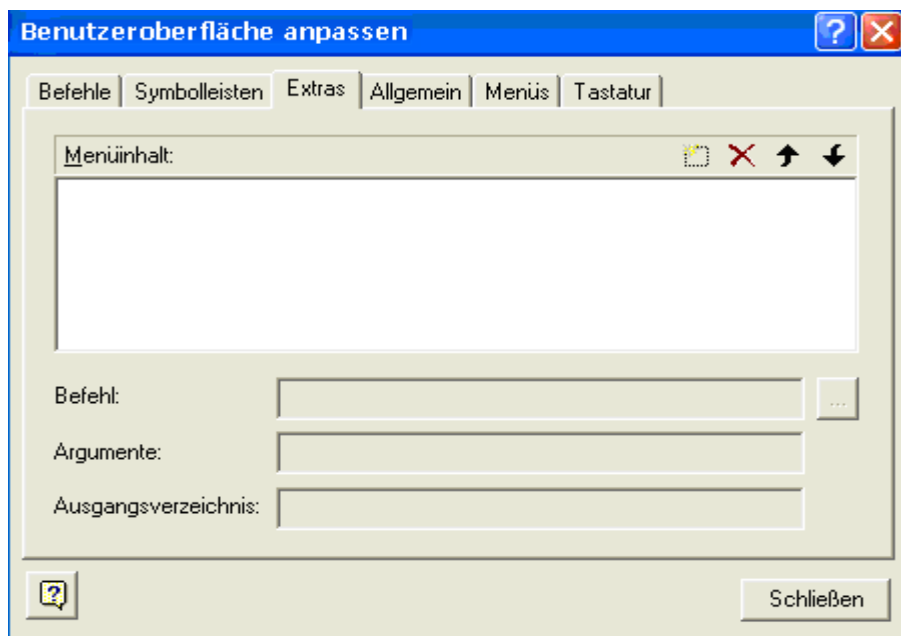 Benutzeroberfläche anpassen
Befehle Symbolleisten Extras Allgemein Menüs Tastatur
Menüinhalt:
Befehl:
...
Argumente:
Ausgangsverzeichnis:
Schließen